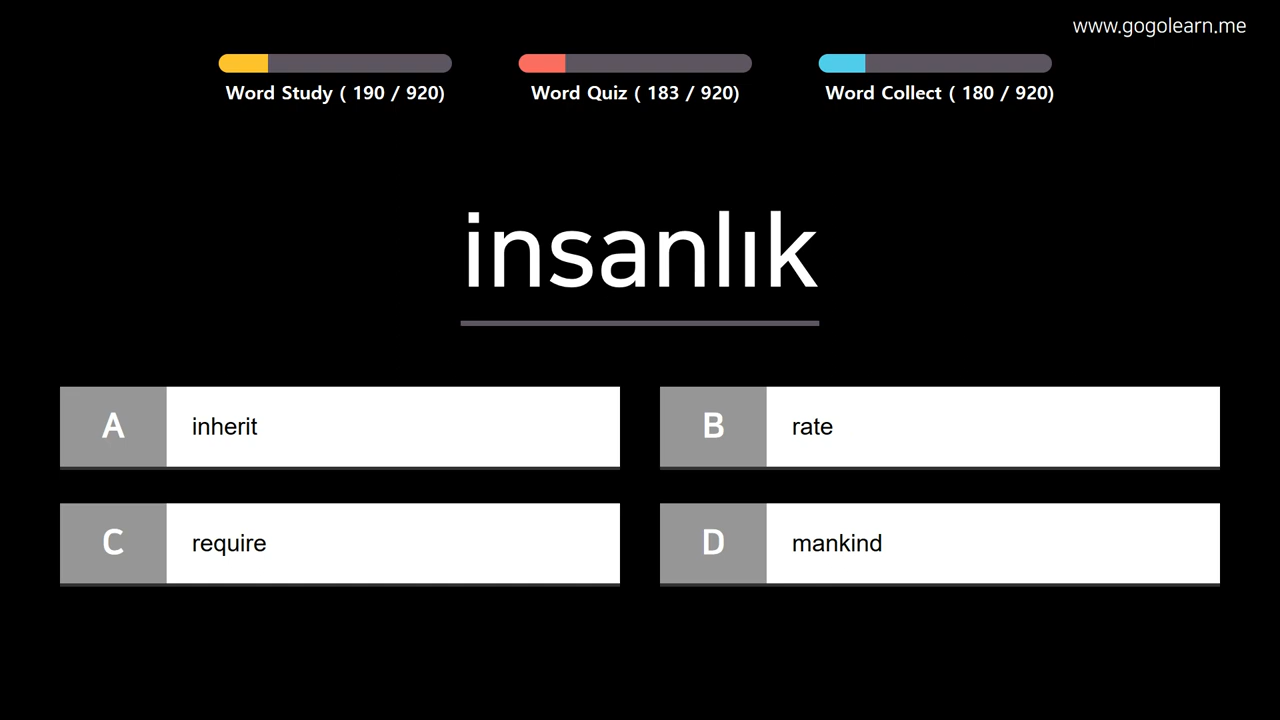 www.gogolearn.me
Word Study ( 190 / 920)
Word Quiz ( 183 / 920)
Word Collect ( 180 / 920)
insanlık
A inherit
B rate
C require
D mankind